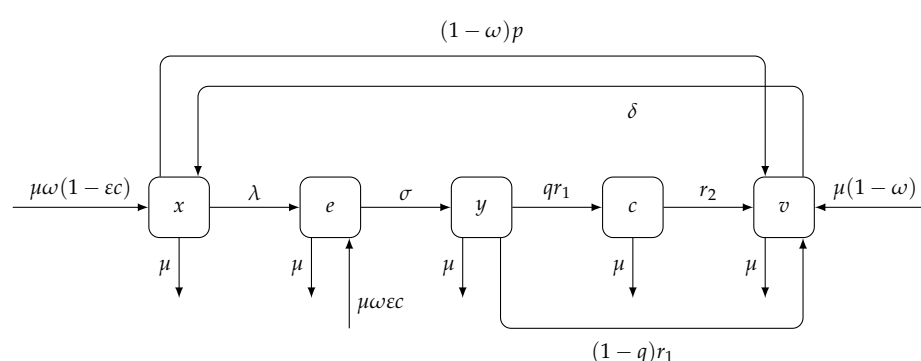 (1 − ω)p
δ
μω(1 − εc)
x
λ
e
σ
y
qr₁
c
r₂
v
μ(1 − ω)
μ
μ
μ
μ
μ
μωεc
(1 − q)r₁